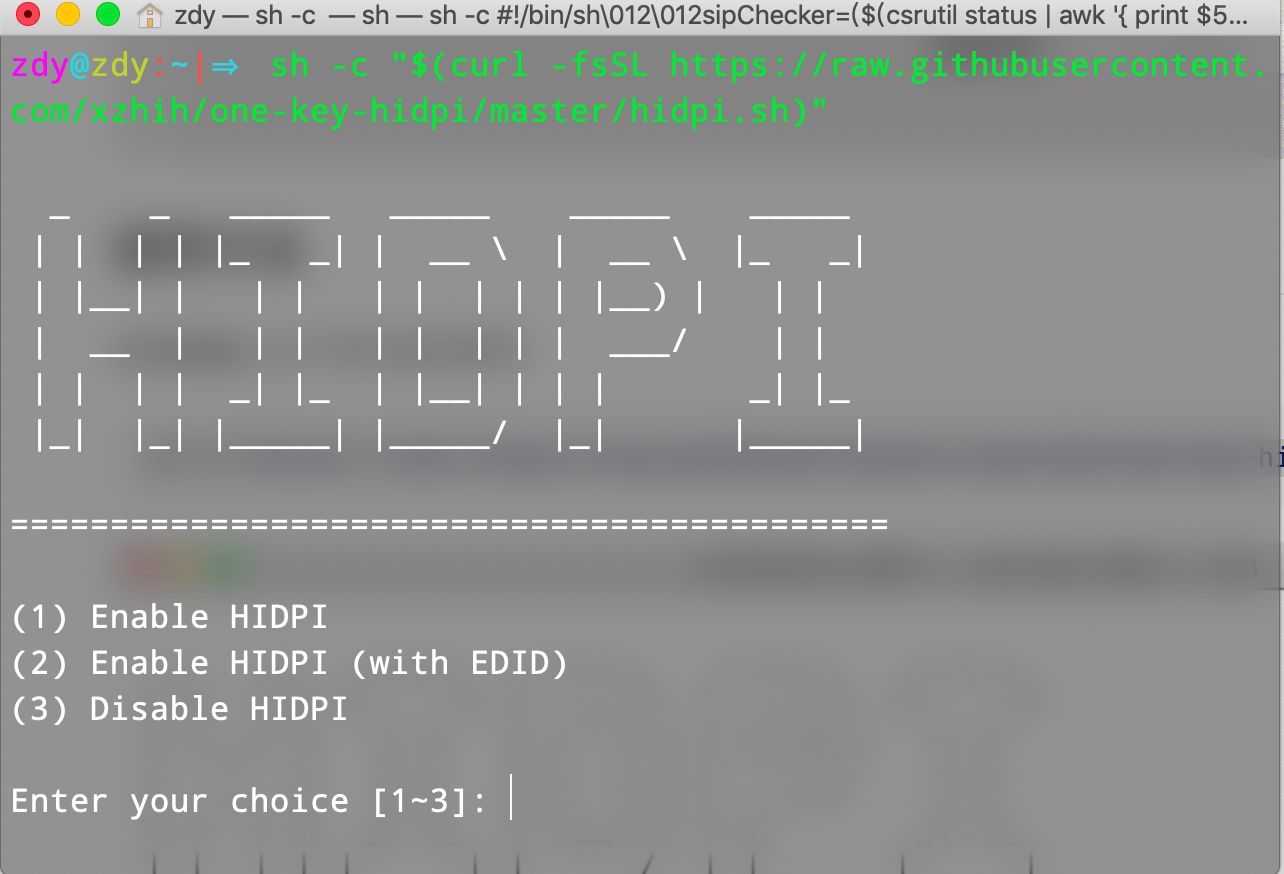 zdy — sh -c — sh — sh -c #!/bin/sh\012\012sipChecker=($(csrutil status | awk '{ print $5...
zdy@zdy:~|⇒ sh -c "$(curl -fsSL https://raw.githubusercontent.
com/xzhih/one-key-hidpi/master/hidpi.sh)"
  _    _   _____   _____    _____    _____
 | |  | | |_   _| |  __ \  |  __ \  |_   _|
 | |__| |   | |   | |  | | | |__) |   | |
 |  __  |   | |   | |  | | |  ___/    | |
 | |  | |  _| |_  | |__| | | |       _| |_
 |_|  |_| |_____| |_____/  |_|      |_____|
============================================
(1) Enable HIDPI
(2) Enable HIDPI (with EDID)
(3) Disable HIDPI
Enter your choice [1~3]: